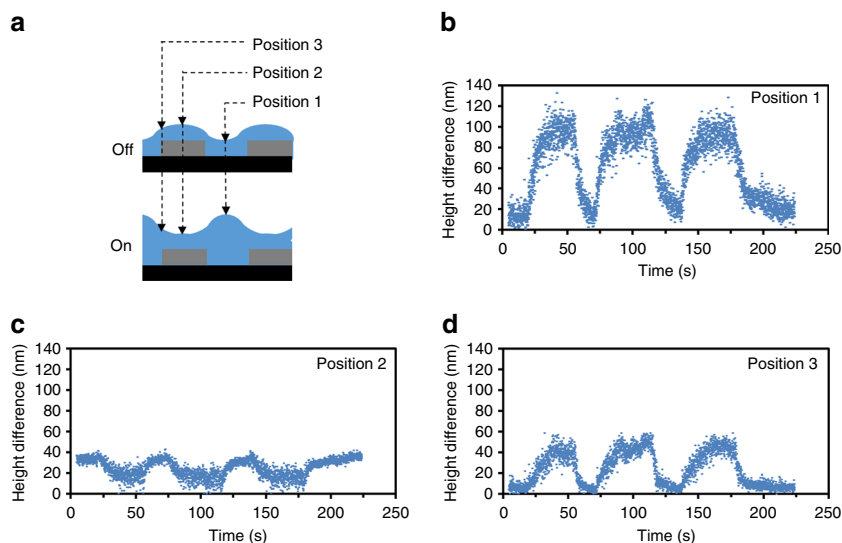 a
Position 3
Position 2
Position 1
Off
On
b
Height difference (nm)
140
120
100
80
60
40
20
0
Position 1
0 50 100 150 200 250
Time (s)
c
Height difference (nm)
140
120
100
80
60
40
20
0
Position 2
0 50 100 150 200 250
Time (s)
d
Height difference (nm)
140
120
100
80
60
40
20
0
Position 3
0 50 100 150 200 250
Time (s)